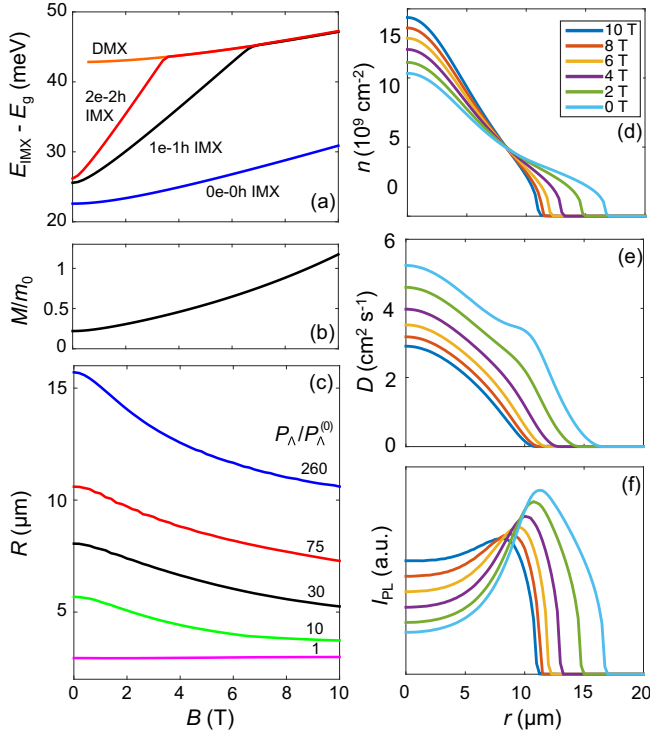 50
40
30
20
E_IMX - E_g (meV)
DMX
2e-2h
IMX
1e-1h IMX
0e-0h IMX
(a)
1
0.5
0
M/m_0
(b)
15
10
5
R (μm)
(c)
P_Λ/P_Λ^(0)
260
75
30
10
1
0 2 4 6 8 10
B (T)
15
10
5
0
n (10^9 cm^-2)
10 T
8 T
6 T
4 T
2 T
0 T
(d)
6
4
2
0
D (cm^2 s^-1)
(e)
I_PL (a.u.)
(f)
0 5 10 15 20
r (μm)